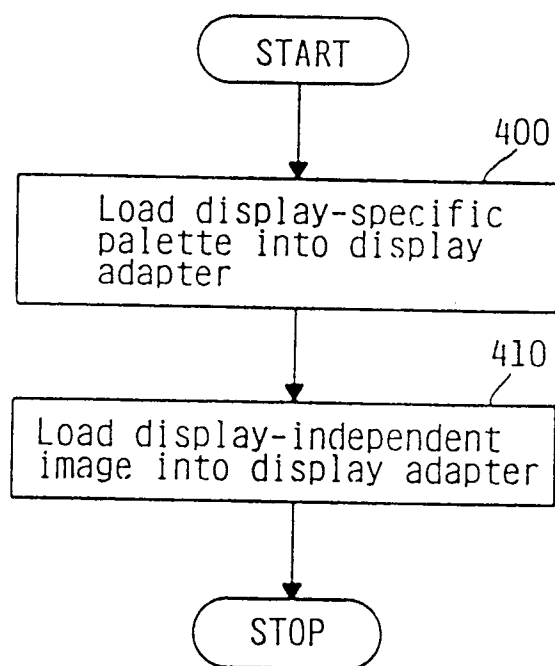 START
400
Load display-specific
palette into display
adapter
410
Load display-independent
image into display adapter
STOP